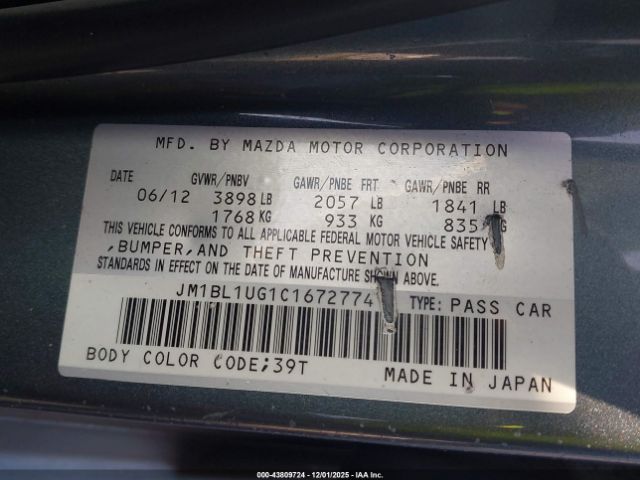 MFD. BY MAZDA MOTOR CORPORATION
DATE GVWR/PNBV GAWR/PNBE FRT GAWR/PNBE RR
06/12 3898 LB 2057 LB 1841 LB
1768 KG 933 KG 835
THIS VEHICLE CONFORMS TO ALL APPLICABLE FEDERAL MOTOR VEHICLE SAFETY
,BUMPER,AND THEFT PREVENTION
STANDARDS IN EFFECT ON THE DATE OF MANUFACTURE SHOWN ABOVE.
JM1BL1UG1C1672774 TYPE: PASS CAR
BODY COLOR CODE;39T MADE IN JAPAN
000-43809724 - 12/01/2025 - IAA Inc.